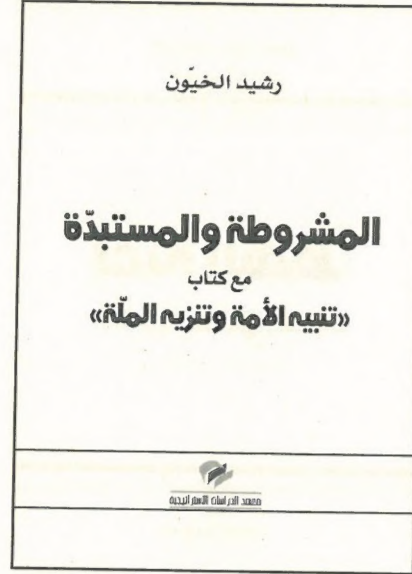 رشيد الخيّون
المشروطة والمستبدّة
مع كتاب
«تنبيه الأمة وتنزيه الملّة»
معهد الدراسات الاستراتيجية